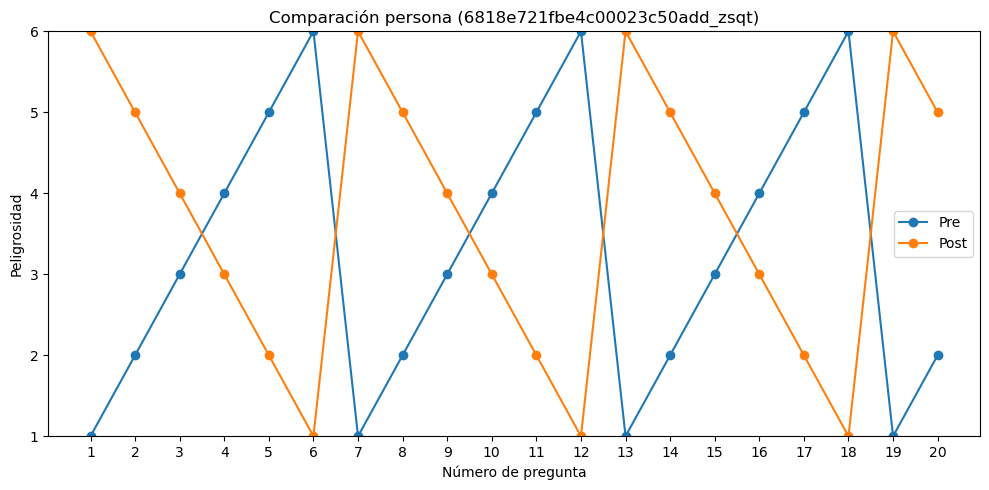 Comparación persona (6818e721fbe4c00023c50add_zsqt)
6
5
4
3
2
1
Peligrosidad
Pre
Post
1 2 3 4 5 6 7 8 9 10 11 12 13 14 15 16 17 18 19 20
Número de pregunta